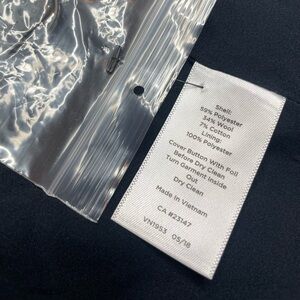 Shell:
59% Polyester
34% Wool
7% Cotton
Lining:
100% Polyester
Cover Button With Foil
Before Dry Clean
Turn Garment Inside
Out
Dry Clean
Made in Vietnam
CA #23147
VN1953 05/18